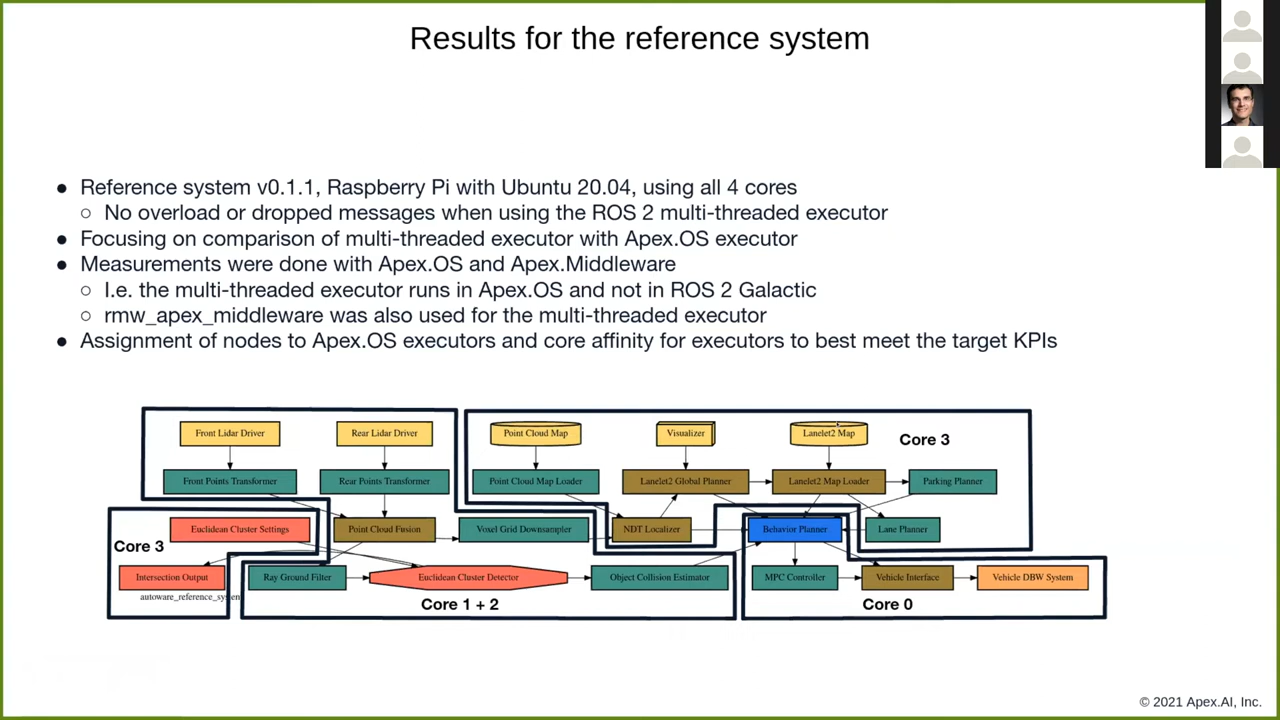 Results for the reference system
● Reference system v0.1.1, Raspberry Pi with Ubuntu 20.04, using all 4 cores
○ No overload or dropped messages when using the ROS 2 multi-threaded executor
● Focusing on comparison of multi-threaded executor with Apex.OS executor
● Measurements were done with Apex.OS and Apex.Middleware
○ I.e. the multi-threaded executor runs in Apex.OS and not in ROS 2 Galactic
○ rmw_apex_middleware was also used for the multi-threaded executor
● Assignment of nodes to Apex.OS executors and core affinity for executors to best meet the target KPIs
Front Lidar Driver
Rear Lidar Driver
Point Cloud Map
Visualizer
Lanelet2 Map
Core 3
Front Points Transformer
Rear Points Transformer
Point Cloud Map Loader
Lanelet2 Global Planner
Lanelet2 Map Loader
Parking Planner
Euclidean Cluster Settings
Point Cloud Fusion
Voxel Grid Downsampler
NDT Localizer
Behavior Planner
Lane Planner
Core 3
Intersection Output
Ray Ground Filter
Euclidean Cluster Detector
Object Collision Estimator
MPC Controller
Vehicle Interface
Vehicle DBW System
autoware_reference_system
Core 1 + 2
Core 0
© 2021 Apex.AI, Inc.